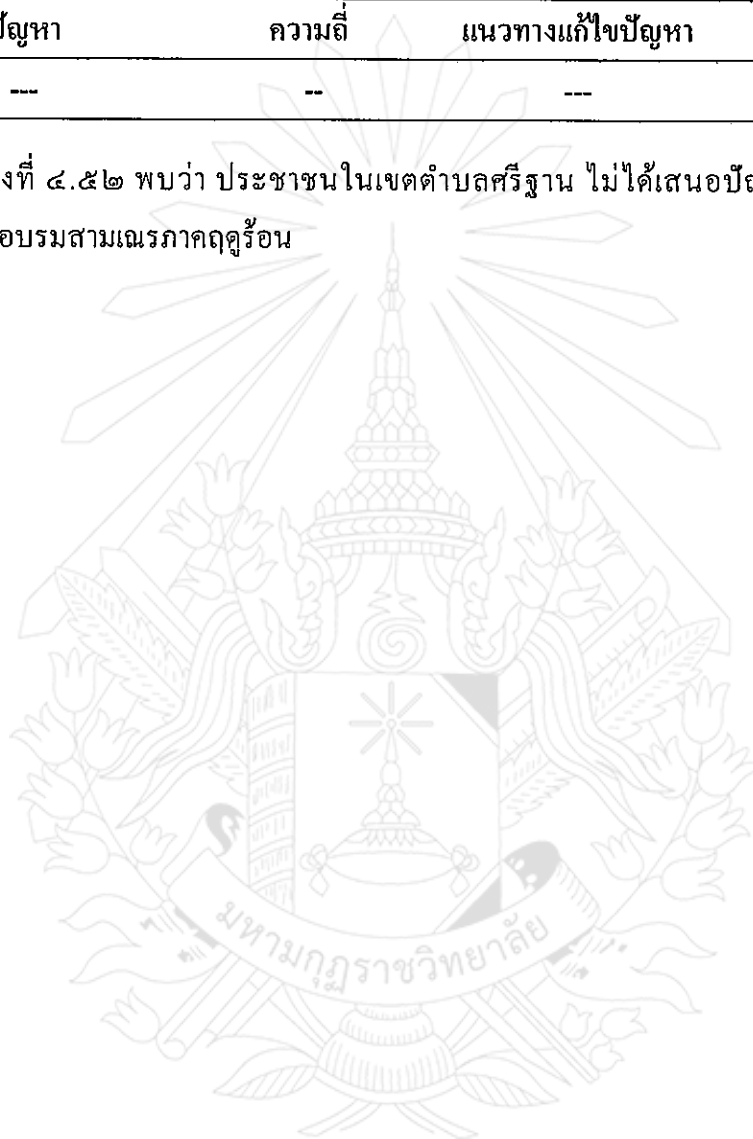 ปัญหา ความถี่ แนวทางแก้ไขปัญหา
--- -- ---
งที่ ๔.๕๒ พบว่า ประชาชนในเขตตำบลศรีฐาน ไม่ได้เสนอปัญ
อบรมสามเณรภาคฤดูร้อน
มหามกุฏราชวิทยาลัย